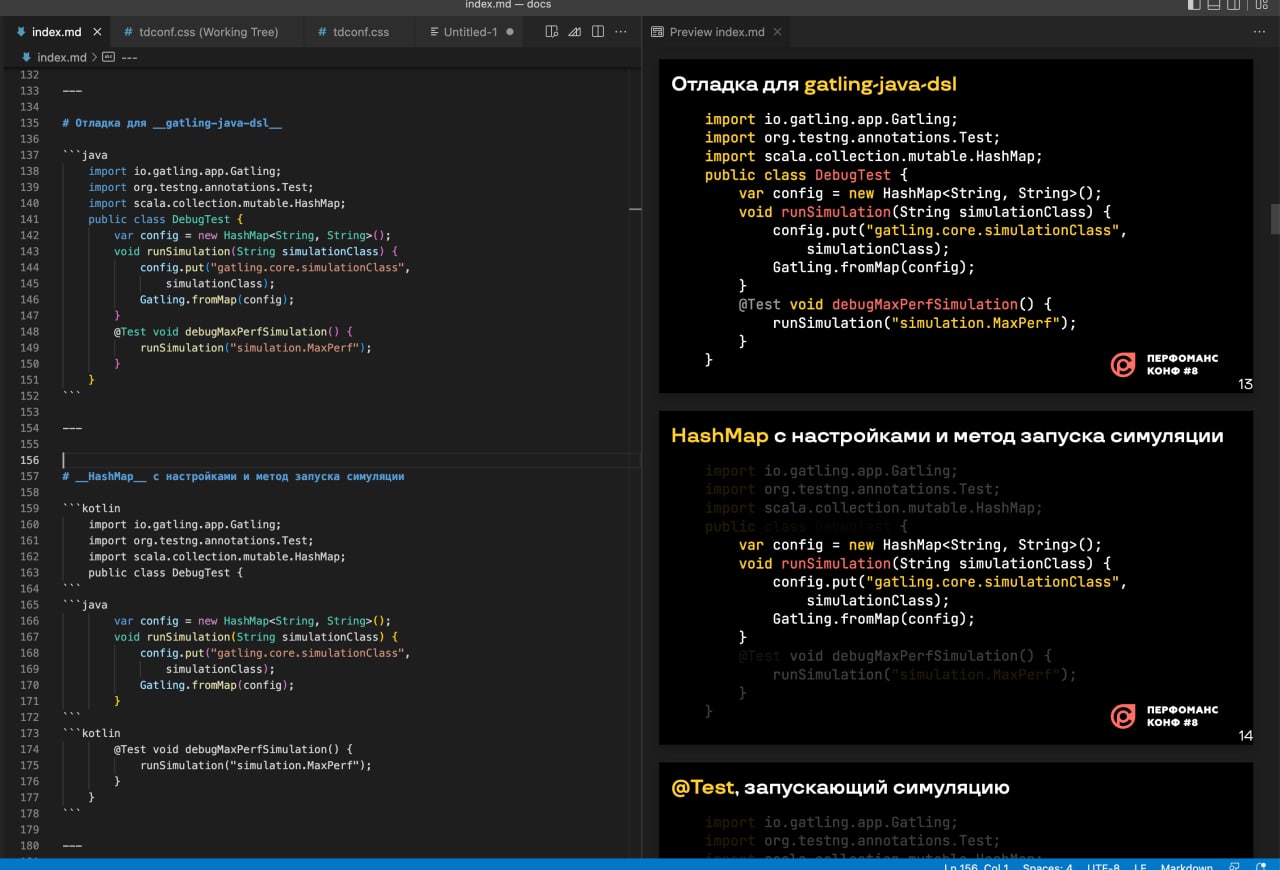 index.md — docs
index.md
# tdconf.css (Working Tree)
# tdconf.css
Untitled-1
Preview index.md
index.md > ---
132
133 ---
134
135 # Отладка для __gatling-java-dsl__
136
137 ```java
138 import io.gatling.app.Gatling;
139 import org.testng.annotations.Test;
140 import scala.collection.mutable.HashMap;
141 public class DebugTest {
142 var config = new HashMap<String, String>();
143 void runSimulation(String simulationClass) {
144 config.put("gatling.core.simulationClass",
145 simulationClass);
146 Gatling.fromMap(config);
147 }
148 @Test void debugMaxPerfSimulation() {
149 runSimulation("simulation.MaxPerf");
150 }
151 }
152 ```
153
154 ---
155
156
157 # __HashMap__ с настройками и метод запуска симуляции
158
159 ```kotlin
160 import io.gatling.app.Gatling;
161 import org.testng.annotations.Test;
162 import scala.collection.mutable.HashMap;
163 public class DebugTest {
164 ```
165 ```java
166 var config = new HashMap<String, String>();
167 void runSimulation(String simulationClass) {
168 config.put("gatling.core.simulationClass",
169 simulationClass);
170 Gatling.fromMap(config);
171 }
172 ```
173 ```kotlin
174 @Test void debugMaxPerfSimulation() {
175 runSimulation("simulation.MaxPerf");
176 }
177 }
178 ```
179
180 ---
Отладка для gatling-java-dsl
import io.gatling.app.Gatling;
import org.testng.annotations.Test;
import scala.collection.mutable.HashMap;
public class DebugTest {
var config = new HashMap<String, String>();
void runSimulation(String simulationClass) {
config.put("gatling.core.simulationClass",
simulationClass);
Gatling.fromMap(config);
}
@Test void debugMaxPerfSimulation() {
runSimulation("simulation.MaxPerf");
}
}
ПЕРФОМАНС
КОНФ #8
13
HashMap с настройками и метод запуска симуляции
import io.gatling.app.Gatling;
import org.testng.annotations.Test;
import scala.collection.mutable.HashMap;
public class DebugTest {
var config = new HashMap<String, String>();
void runSimulation(String simulationClass) {
config.put("gatling.core.simulationClass",
simulationClass);
Gatling.fromMap(config);
}
@Test void debugMaxPerfSimulation() {
runSimulation("simulation.MaxPerf");
}
}
ПЕРФОМАНС
КОНФ #8
14
@Test, запускающий симуляцию
import io.gatling.app.Gatling;
import org.testng.annotations.Test;
import scala.collection.mutable.HashMap;
Ln 156, Col 1 Spaces: 4 UTF-8 LF Markdown